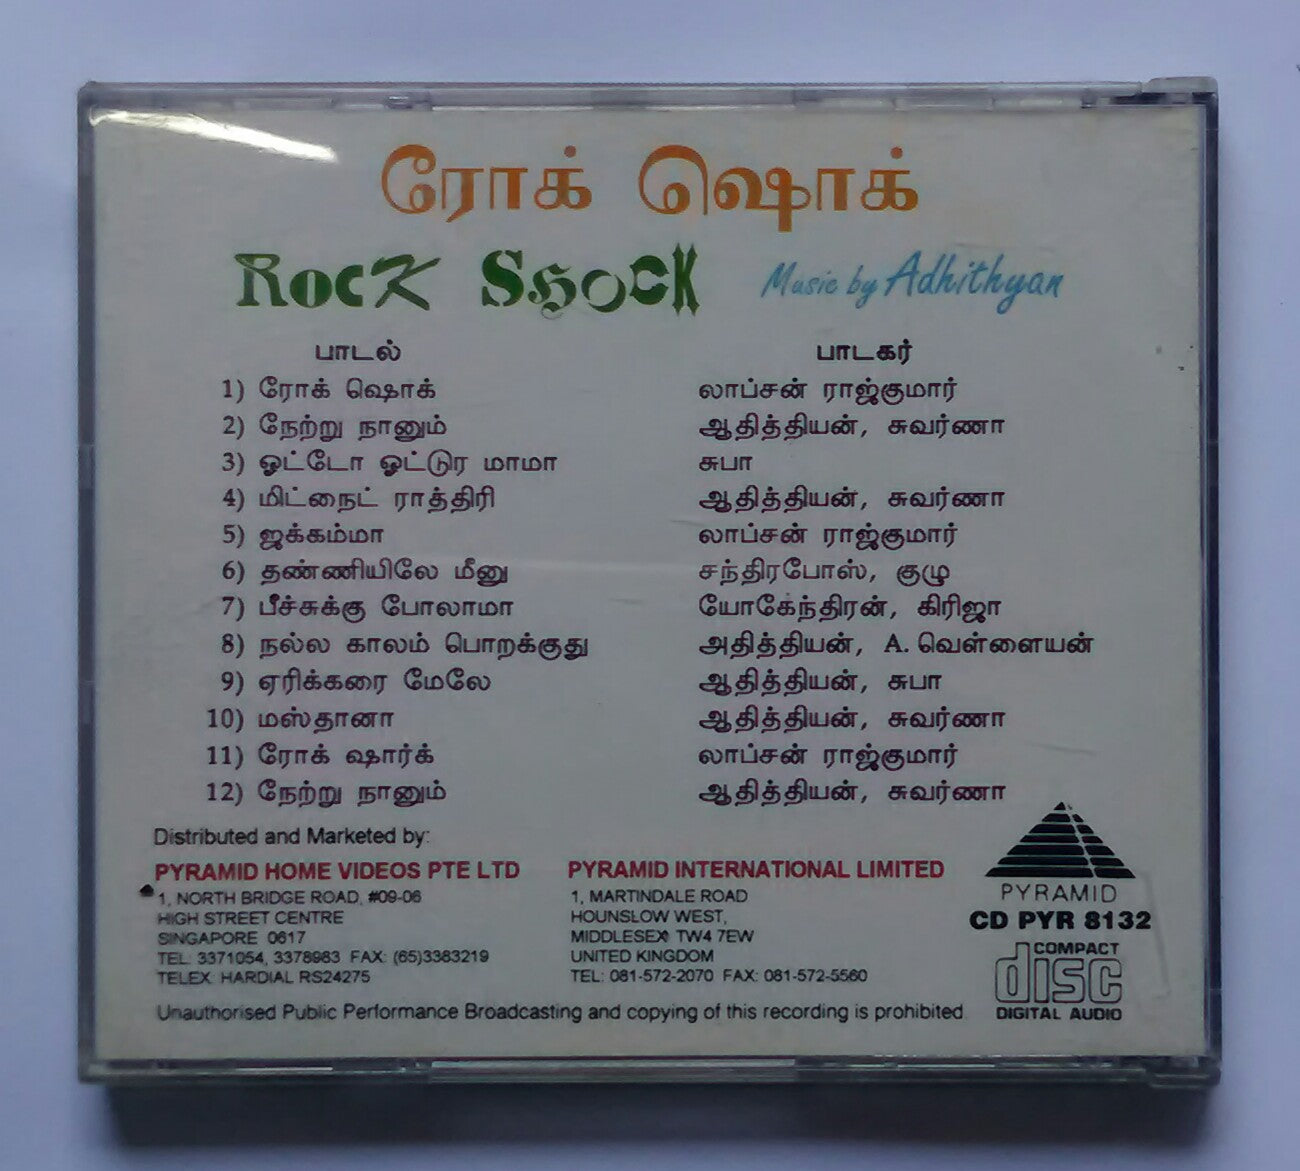 ரோக் ஷொக்
Rock Shock Music by Adhithyan
பாடல் பாடகர்
1) ரோக் ஷொக் லாப்சன் ராஜ்குமார்
2) நேற்று நானும் ஆதித்தியன், சுவர்ணா
3) ஓட்டோ ஓட்டுர மாமா சுபா
4) மிட்நைட் ராத்திரி ஆதித்தியன், சுவர்ணா
5) ஜக்கம்மா லாப்சன் ராஜ்குமார்
6) தண்ணியிலே மீனு சந்திரபோஸ், குழு
7) பீச்சுக்கு போலாமா யோகேந்திரன், கிரிஜா
8) நல்ல காலம் பொறக்குது அதித்தியன், A. வெள்ளையன்
9) ஏரிக்கரை மேலே ஆதித்தியன், சுபா
10) மஸ்தானா ஆதித்தியன், சுவர்ணா
11) ரோக் ஷார்க் லாப்சன் ராஜ்குமார்
12) நேற்று நானும் ஆதித்தியன், சுவர்ணா
Distributed and Marketed by:
PYRAMID HOME VIDEOS PTE LTD
1, NORTH BRIDGE ROAD, #09-06
HIGH STREET CENTRE
SINGAPORE 0617
TEL: 3371054, 3378983 FAX: (65)3383219
TELEX: HARDIAL RS24275
PYRAMID INTERNATIONAL LIMITED
1, MARTINDALE ROAD
HOUNSLOW WEST,
MIDDLESEX TW4 7EW
UNITED KINGDOM
TEL: 081-572-2070 FAX: 081-572-5560
PYRAMID
CD PYR 8132
COMPACT
disc
DIGITAL AUDIO
Unauthorised Public Performance Broadcasting and copying of this recording is prohibited